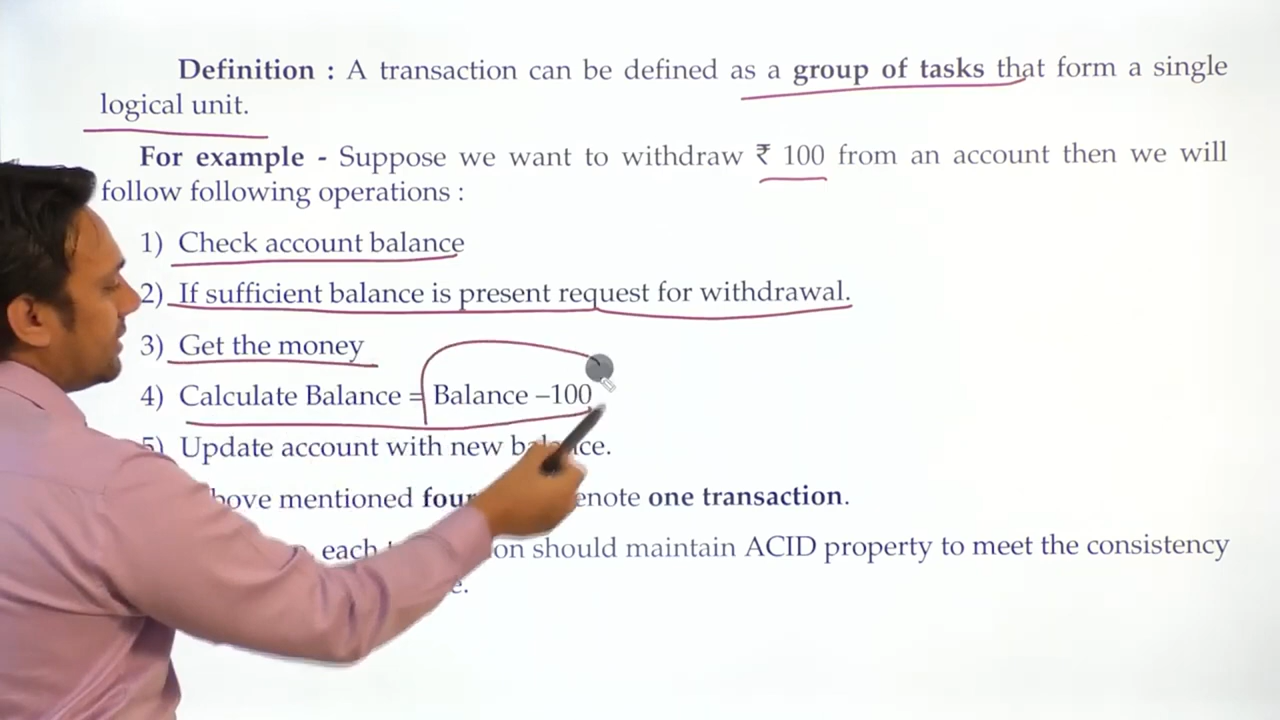 Definition : A transaction can be defined as a group of tasks that form a single
logical unit.
For example - Suppose we want to withdraw ₹ 100 from an account then we will
follow following operations :
1) Check account balance
2) If sufficient balance is present request for withdrawal.
3) Get the money
4) Calculate Balance = Balance –100
5) Update account with new balance.
mentioned one transaction.
each should maintain ACID property to meet the consistency